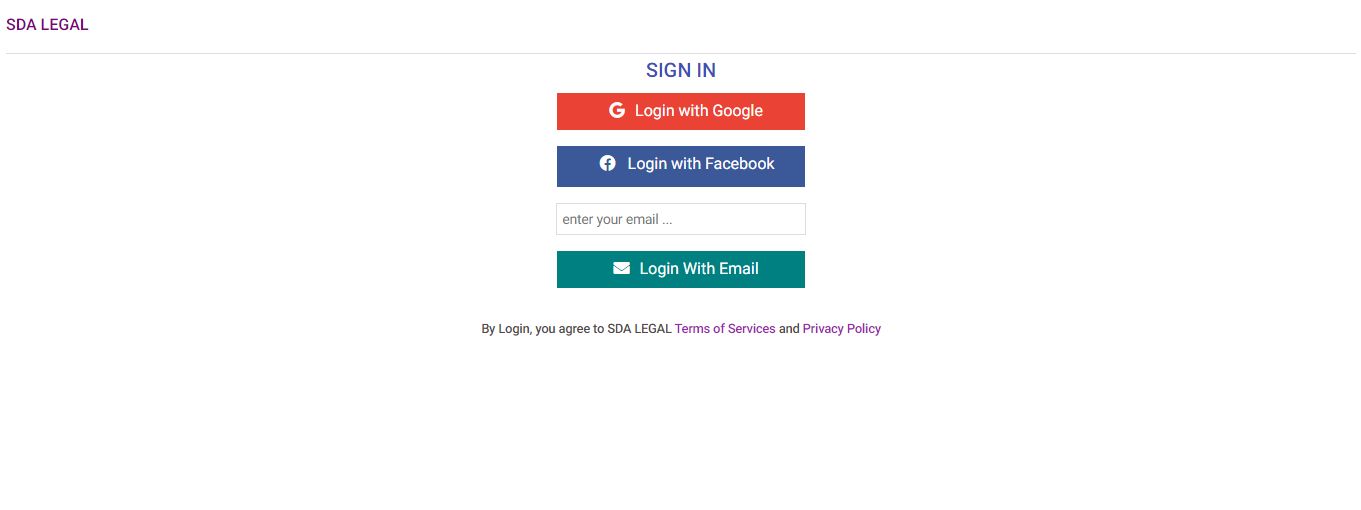 SDA LEGAL
SIGN IN
Login with Google
Login with Facebook
enter your email ...
Login With Email
By Login, you agree to SDA LEGAL Terms of Services and Privacy Policy